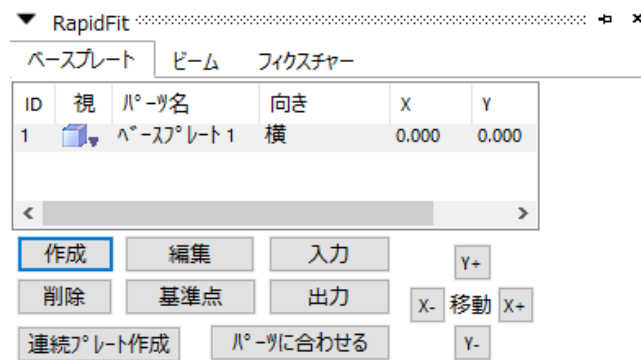 RapidFit
ベースプレート ビーム フィクスチャー
ID 視 パーツ名 向き X Y
1 ベースプレート 1 横 0.000 0.000
作成 編集 入力
Y+
削除 基準点 出力
X- 移動 X+
連続プレート作成 パーツに合わせる
Y-